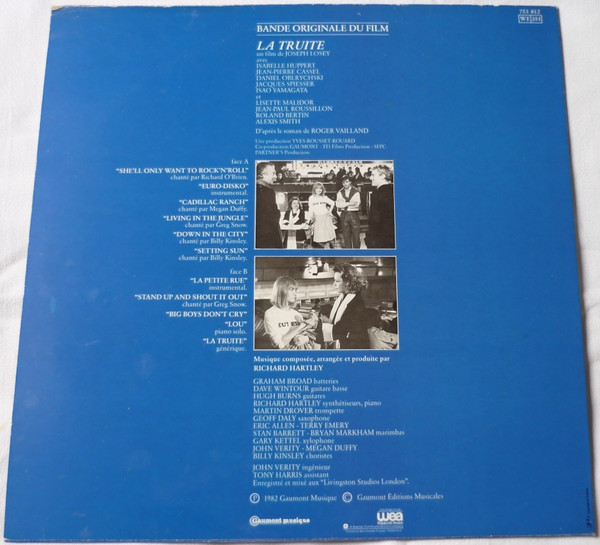 753 812
WE 351
BANDE ORIGINALE DU FILM
LA TRUITE
un film de JOSEPH LOSEY
avec
ISABELLE HUPPERT
JEAN-PIERRE CASSEL
DANIEL OLBRYCHSKI
JACQUES SPIESSER
ISAO YAMAGATA
et
LISETTE MALIDOR
JEAN-PAUL ROUSSILLON
ROLAND BERTIN
ALEXIS SMITH
D'après le roman de ROGER VAILLAND
Une production YVES ROUSSET-ROUARD
Co-production GAUMONT - TF1 Films Production - SFPC
PARTNER'S Production
face A
"SHE'LL ONLY WANT TO ROCK'N'ROLL"
chanté par Richard O'Brien.
"EURO-DISKO"
instrumental.
"CADILLAC RANCH"
chanté par Megan Duffy.
"LIVING IN THE JUNGLE"
chanté par Greg Snow.
"DOWN IN THE CITY"
chanté par Billy Kinsley.
"SETTING SUN"
chanté par Billy Kinsley.
face B
"LA PETITE RUE"
instrumental.
"STAND UP AND SHOUT IT OUT"
chanté par Greg Snow.
"BIG BOYS DON'T CRY"
"LOU"
piano solo.
"LA TRUITE"
générique.
Musique composée, arrangée et produite par
RICHARD HARTLEY
GRAHAM BROAD batteries
DAVE WINTOUR guitare basse
HUGH BURNS guitares
RICHARD HARTLEY synthétiseurs, piano
MARTIN DROVER trompette
GEOFF DALY saxophone
ERIC ALLEN - TERRY EMERY
STAN BARRETT - BRYAN MARKHAM marimbas
GARY KETTEL xylophone
JOHN VERITY - MEGAN DUFFY
BILLY KINSLEY choristes
JOHN VERITY ingénieur
TONY HARRIS assistant
Enregistré et mixé aux "Livingston Studios London".
Ⓟ 1982 Gaumont Musique © Gaumont Éditions Musicales
Gaumont musique
wea